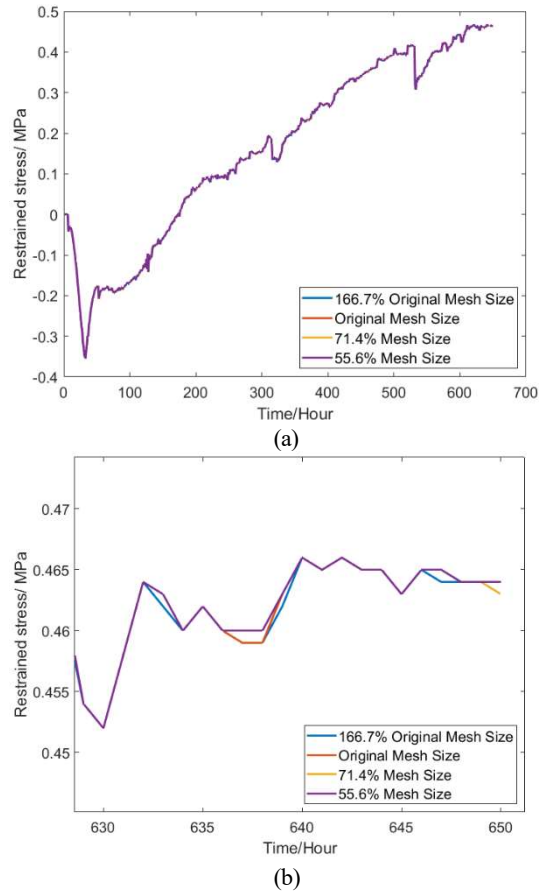 0.5
0.4
0.3
0.2
0.1
0
-0.1
-0.2
-0.3
-0.4
Restrained stress/ MPa
166.7% Original Mesh Size
Original Mesh Size
71.4% Mesh Size
55.6% Mesh Size
0 100 200 300 400 500 600 700
Time/Hour
(a)
0.47
0.465
0.46
0.455
0.45
Restrained stress/ MPa
166.7% Original Mesh Size
Original Mesh Size
71.4% Mesh Size
55.6% Mesh Size
630 635 640 645 650
Time/Hour
(b)